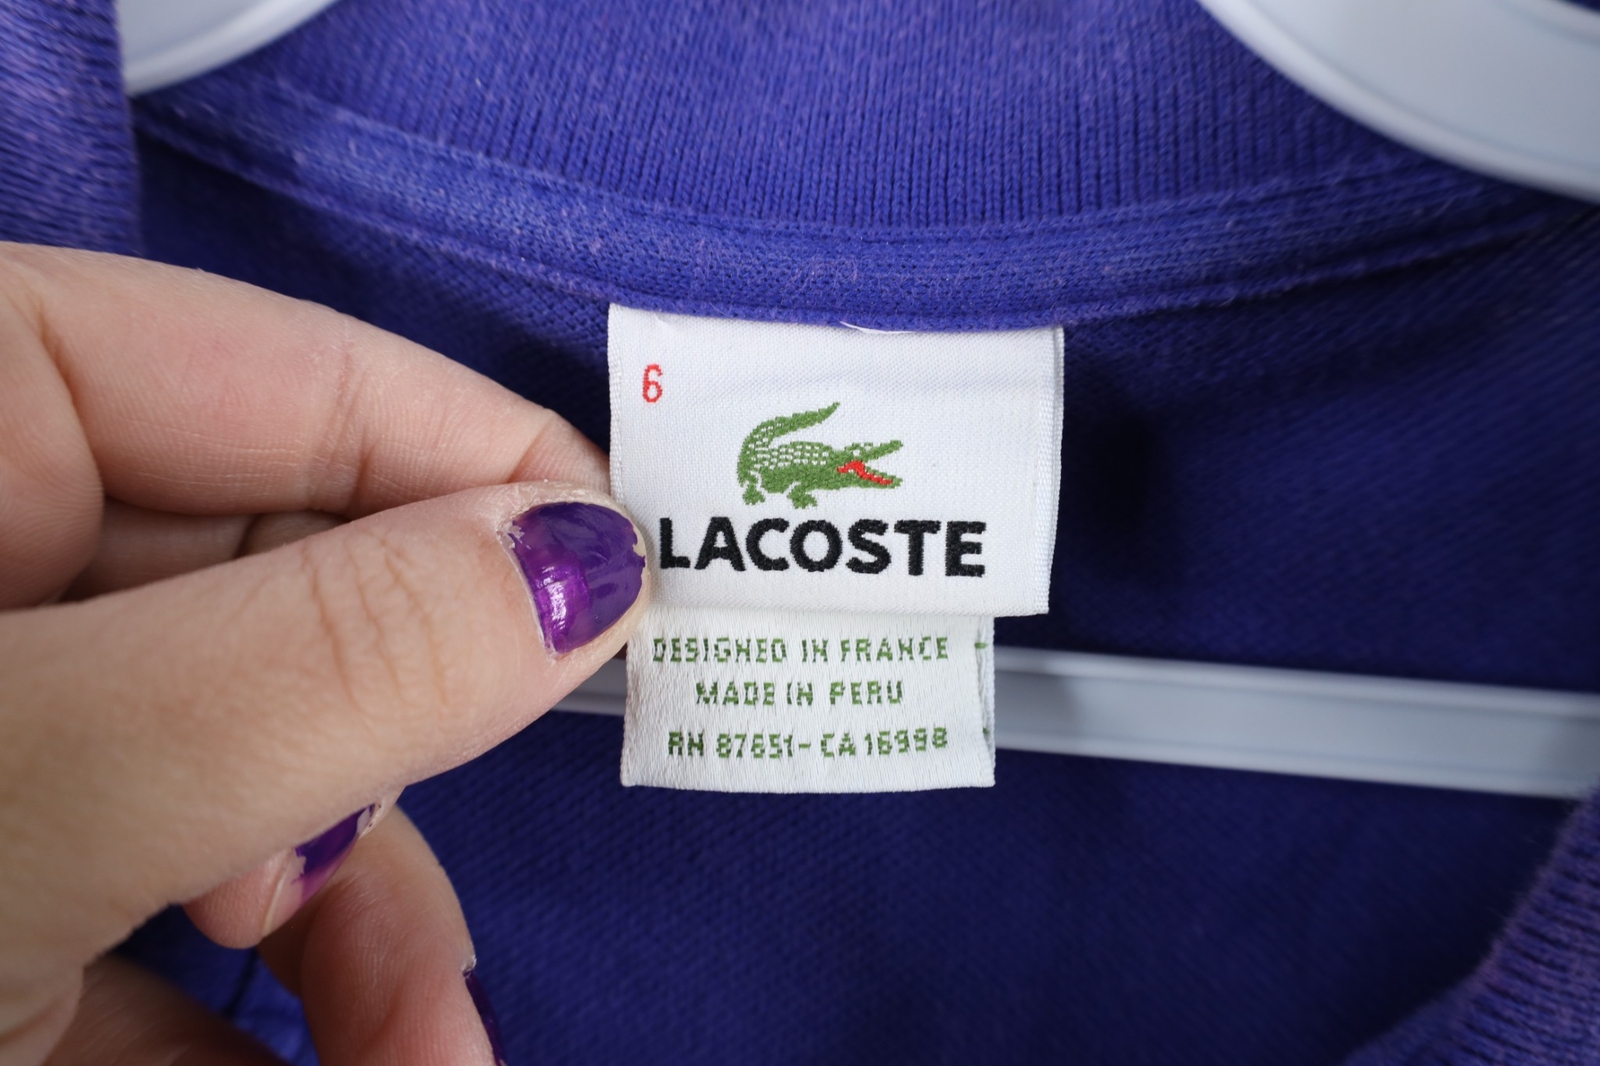 6
LACOSTE
DESIGNED IN FRANCE
MADE IN PERU
RN 87651-CA 16998